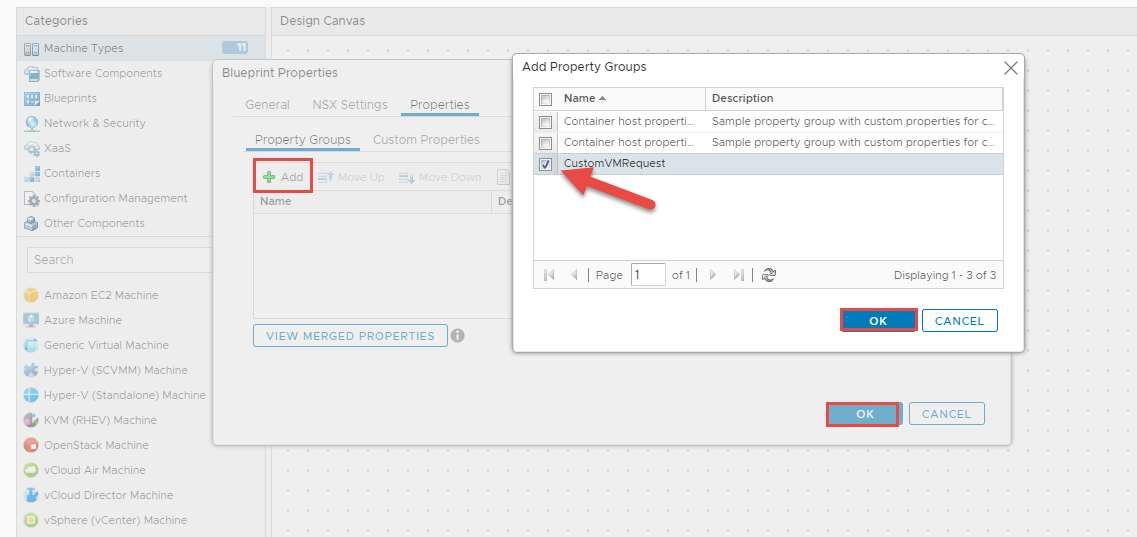 Categories
Machine Types 11
Software Components
Blueprints
Network & Security
XaaS
Containers
Configuration Management
Other Components
Search
Amazon EC2 Machine
Azure Machine
Generic Virtual Machine
Hyper-V (SCVMM) Machine
Hyper-V (Standalone) Machine
KVM (RHEV) Machine
OpenStack Machine
vCloud Air Machine
vCloud Director Machine
vSphere (vCenter) Machine
Design Canvas
Blueprint Properties
General NSX Settings Properties
Property Groups Custom Properties
Add Move Up Move Down
Name De
VIEW MERGED PROPERTIES
OK CANCEL
Add Property Groups
Name Description
Container host properti... Sample property group with custom properties for c...
Container host properti... Sample property group with custom properties for c...
CustomVMRequest
Page 1 of 1 Displaying 1 - 3 of 3
OK CANCEL